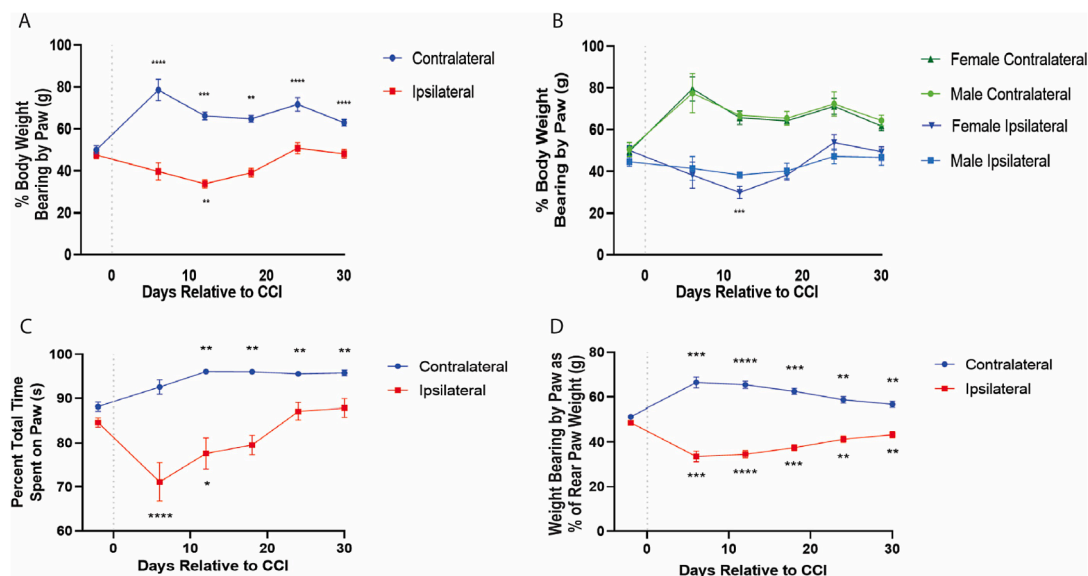 A
% Body Weight
Bearing by Paw (g)
100
80
60
40
20
0
0
10
20
30
Days Relative to CCI
****
***
**
****
****
**
Contralateral
Ipsilateral
B
% Body Weight
Bearing by Paw (g)
100
80
60
40
20
0
0
10
20
30
Days Relative to CCI
***
Female Contralateral
Male Contralateral
Female Ipsilateral
Male Ipsilateral
C
Percent Total Time
Spent on Paw (s)
100
90
80
70
60
0
10
20
30
Days Relative to CCI
**
**
**
**
****
*
Contralateral
Ipsilateral
D
Weight Bearing by Paw as
% of Rear Paw Weight (g)
80
60
40
20
0
0
10
20
30
Days Relative to CCI
***
****
***
**
**
***
****
***
**
**
Contralateral
Ipsilateral